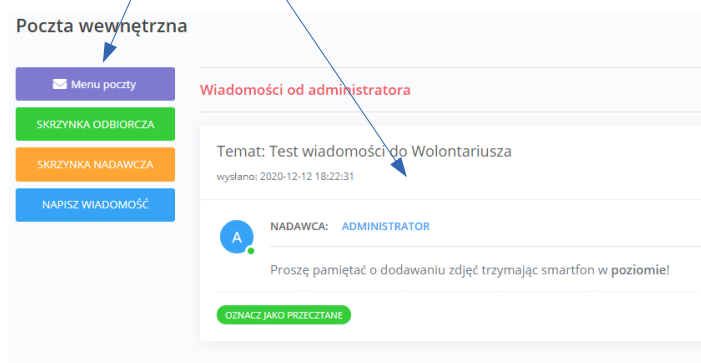 Poczta wewnętrzna
Menu poczty
SKRZYNKA ODBIORCZA
SKRZYNKA NADAWCZA
NAPISZ WIADOMOŚĆ
Wiadomości od administratora
Temat: Test wiadomości do Wolontariusza
wysłano: 2020-12-12 18:22:31
A
NADAWCA: ADMINISTRATOR
Proszę pamiętać o dodawaniu zdjęć trzymając smartfon w poziomie!
OZNACZ JAKO PRZECZTANE